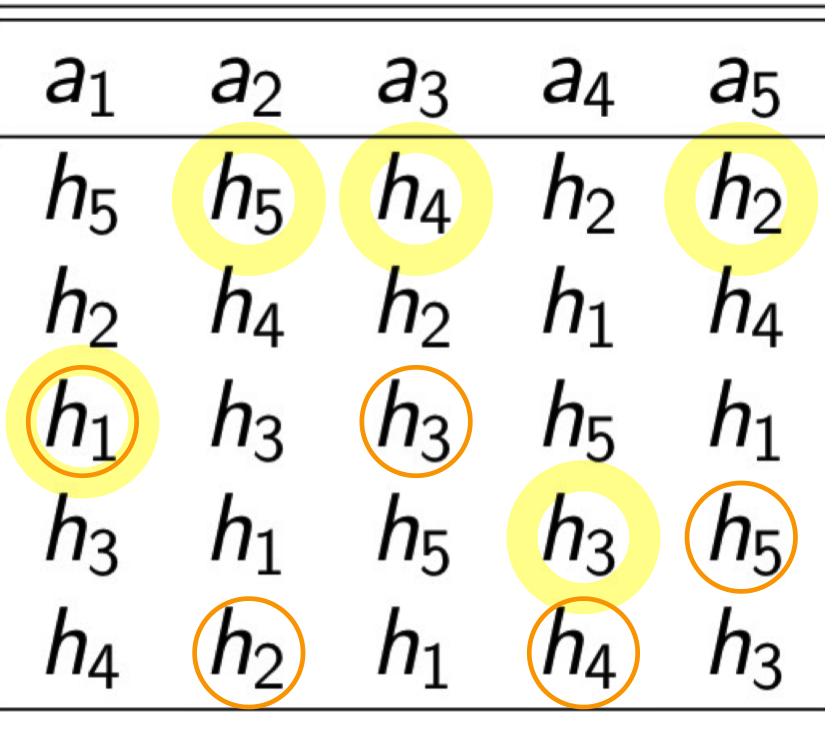 a₁ a₂ a₃ a₄ a₅
h₅ h₅ h₄ h₂ h₂
h₂ h₄ h₂ h₁ h₄
h₁ h₃ h₃ h₅ h₁
h₃ h₁ h₅ h₃ h₅
h₄ h₂ h₁ h₄ h₃